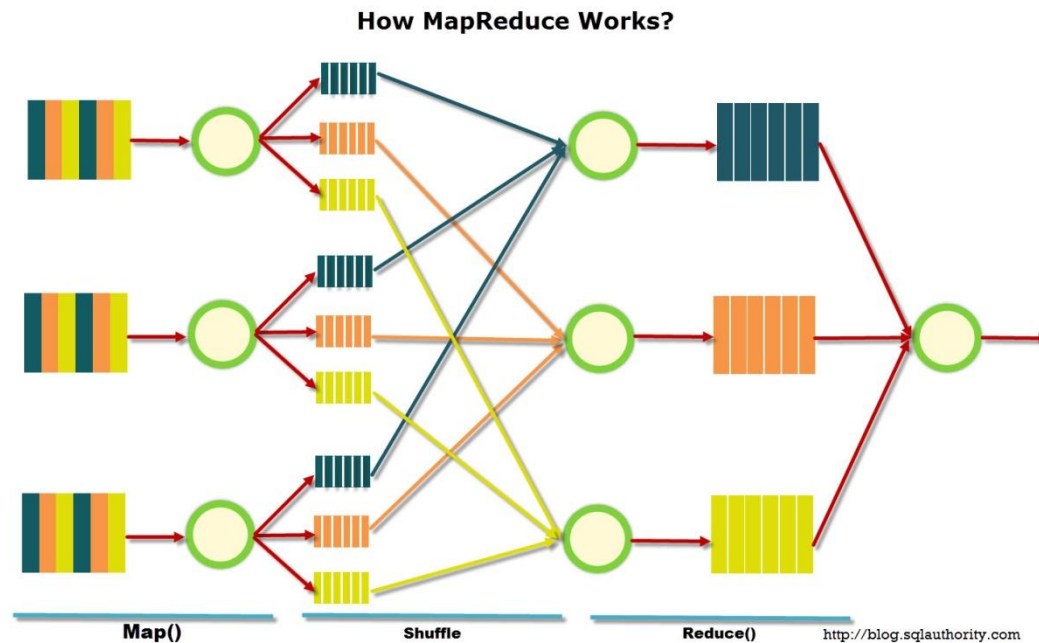 How MapReduce Works?
Map()
Shuffle
Reduce()
http://blog.sqlauthority.com